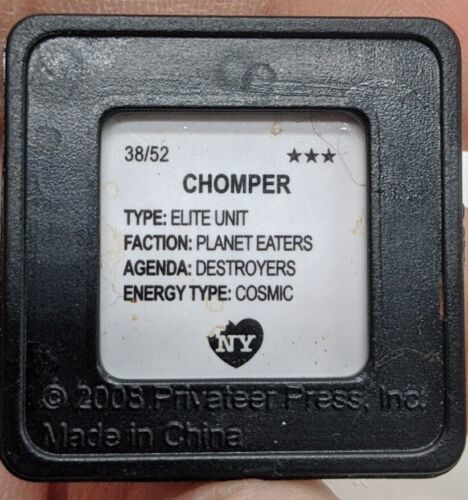 38/52 ★★★
CHOMPER
TYPE: ELITE UNIT
FACTION: PLANET EATERS
AGENDA: DESTROYERS
ENERGY TYPE: COSMIC
NY
© 2008 Privateer Press, Inc.
Made in China